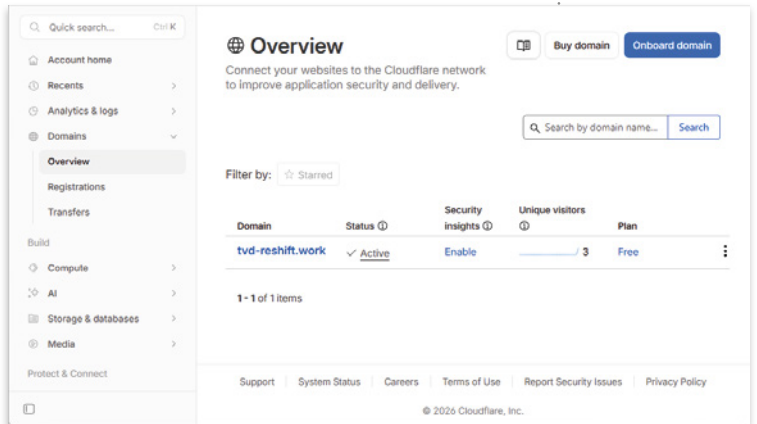 Quick search... Ctrl K
Account home
Recents
Analytics & logs
Domains
Overview
Registrations
Transfers
Build
Compute
AI
Storage & databases
Media
Protect & Connect
Overview
Buy domain
Onboard domain
Connect your websites to the Cloudflare network
to improve application security and delivery.
Search by domain name... Search
Filter by: Starred
Domain Status Security insights Unique visitors Plan
tvd-reshift.work Active Enable 3 Free
1 - 1 of 1 items
Support System Status Careers Terms of Use Report Security Issues Privacy Policy
© 2026 Cloudflare, Inc.